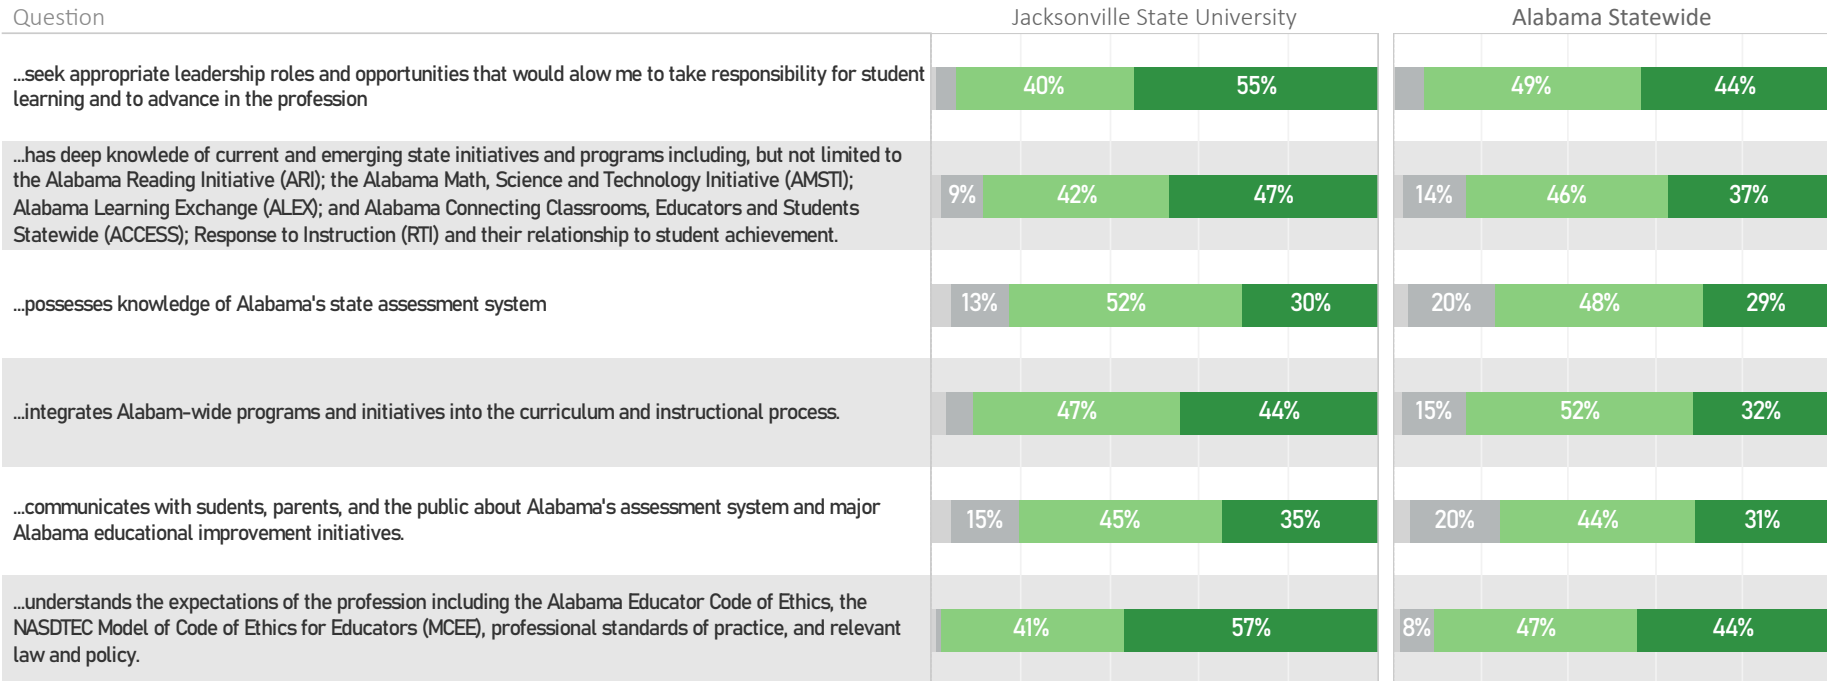 Question Jacksonville State University Alabama Statewide
...seek appropriate leadership roles and opportunities that would alow me to take responsibility for student
learning and to advance in the profession
40% 55% 49% 44%
...has deep knowlede of current and emerging state initiatives and programs including, but not limited to
the Alabama Reading Initiative (ARI); the Alabama Math, Science and Technology Initiative (AMSTI);
Alabama Learning Exchange (ALEX); and Alabama Connecting Classrooms, Educators and Students
Statewide (ACCESS); Response to Instruction (RTI) and their relationship to student achievement.
9% 42% 47% 14% 46% 37%
...possesses knowledge of Alabama's state assessment system
13% 52% 30% 20% 48% 29%
...integrates Alabam-wide programs and initiatives into the curriculum and instructional process.
47% 44% 15% 52% 32%
...communicates with sudents, parents, and the public about Alabama's assessment system and major
Alabama educational improvement initiatives.
15% 45% 35% 20% 44% 31%
...understands the expectations of the profession including the Alabama Educator Code of Ethics, the
NASDTEC Model of Code of Ethics for Educators (MCEE), professional standards of practice, and relevant
law and policy.
41% 57% 8% 47% 44%